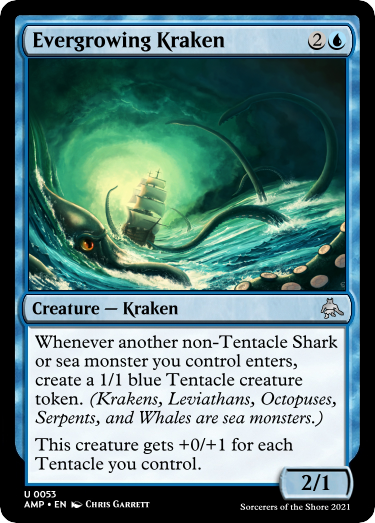 Evergrowing Kraken 2
Creature — Kraken
Whenever another non-Tentacle Shark
or sea monster you control enters,
create a 1/1 blue Tentacle creature
token. (Krakens, Leviathans, Octopuses,
Serpents, and Whales are sea monsters.)
This creature gets +0/+1 for each
Tentacle you control.
2/1
U 0053
AMP • EN Chris Garrett
Sorcerers of the Shore 2021